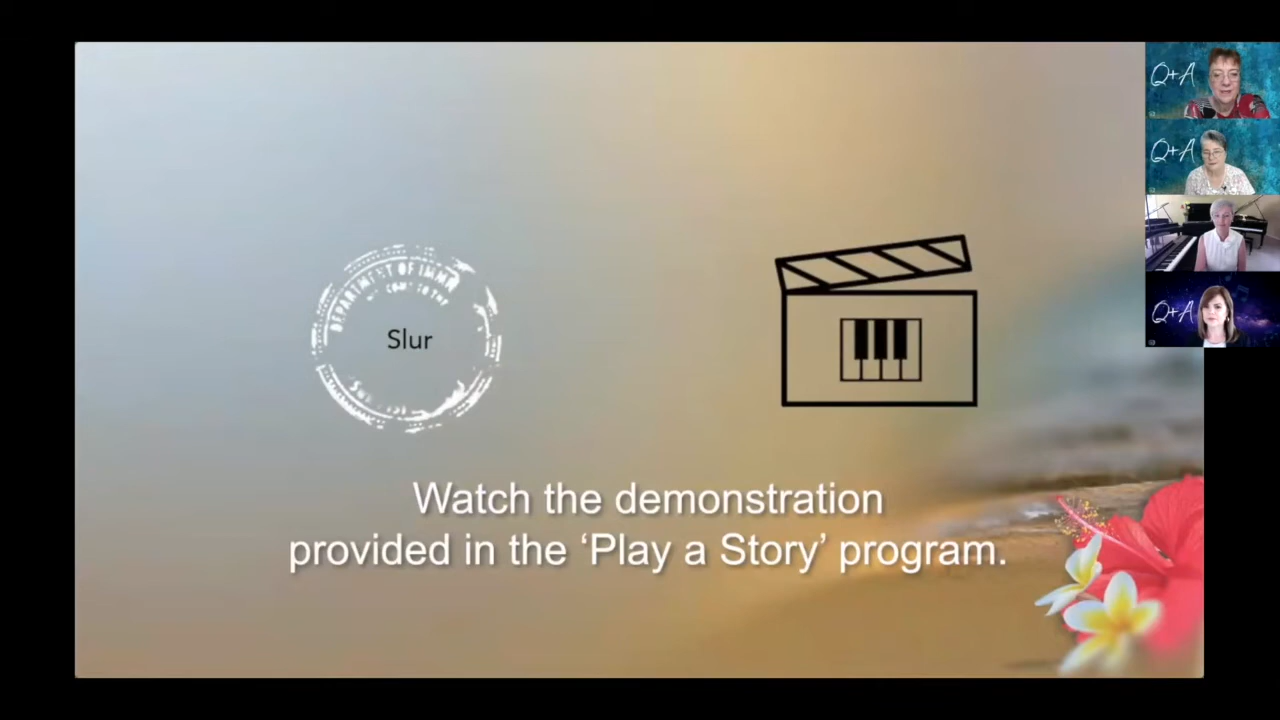 Q+A
Q+A
DEPARTMENT OF IMM
Slur
Q+A
Watch the demonstration
provided in the ‘Play a Story’ program.